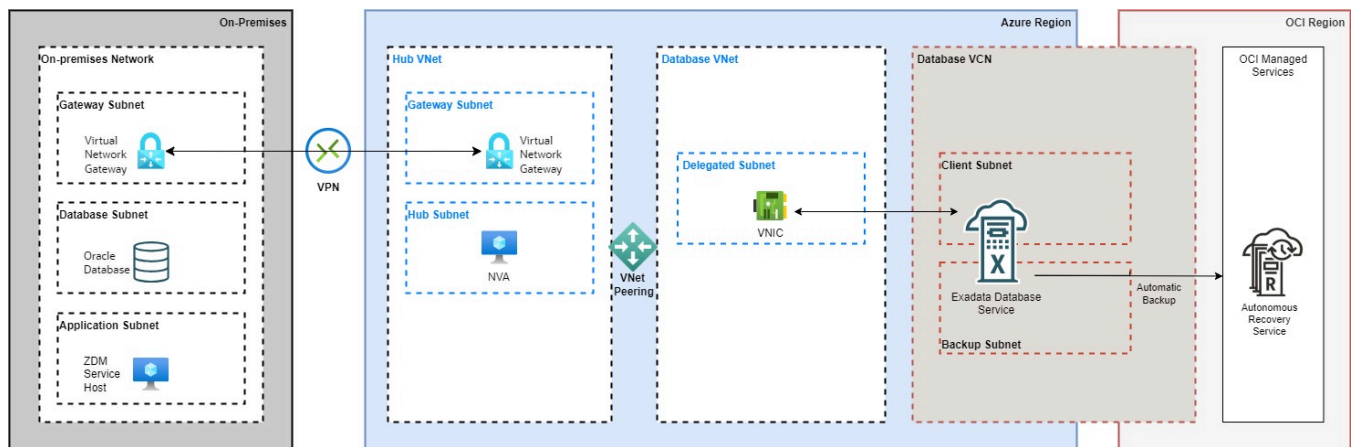 On-Premises
On-premises Network
Gateway Subnet
Virtual
Network
Gateway
Database Subnet
Oracle
Database
Application Subnet
ZDM
Service
Host
VPN
Azure Region
Hub VNet
Gateway Subnet
Virtual
Network
Gateway
Hub Subnet
NVA
VNet
Peering
Database VNet
Delegated Subnet
VNIC
Database VCN
Client Subnet
X
Exadata Database
Service
Backup Subnet
Automatic
Backup
OCI Region
OCI Managed
Services
R
Autonomous
Recovery
Service